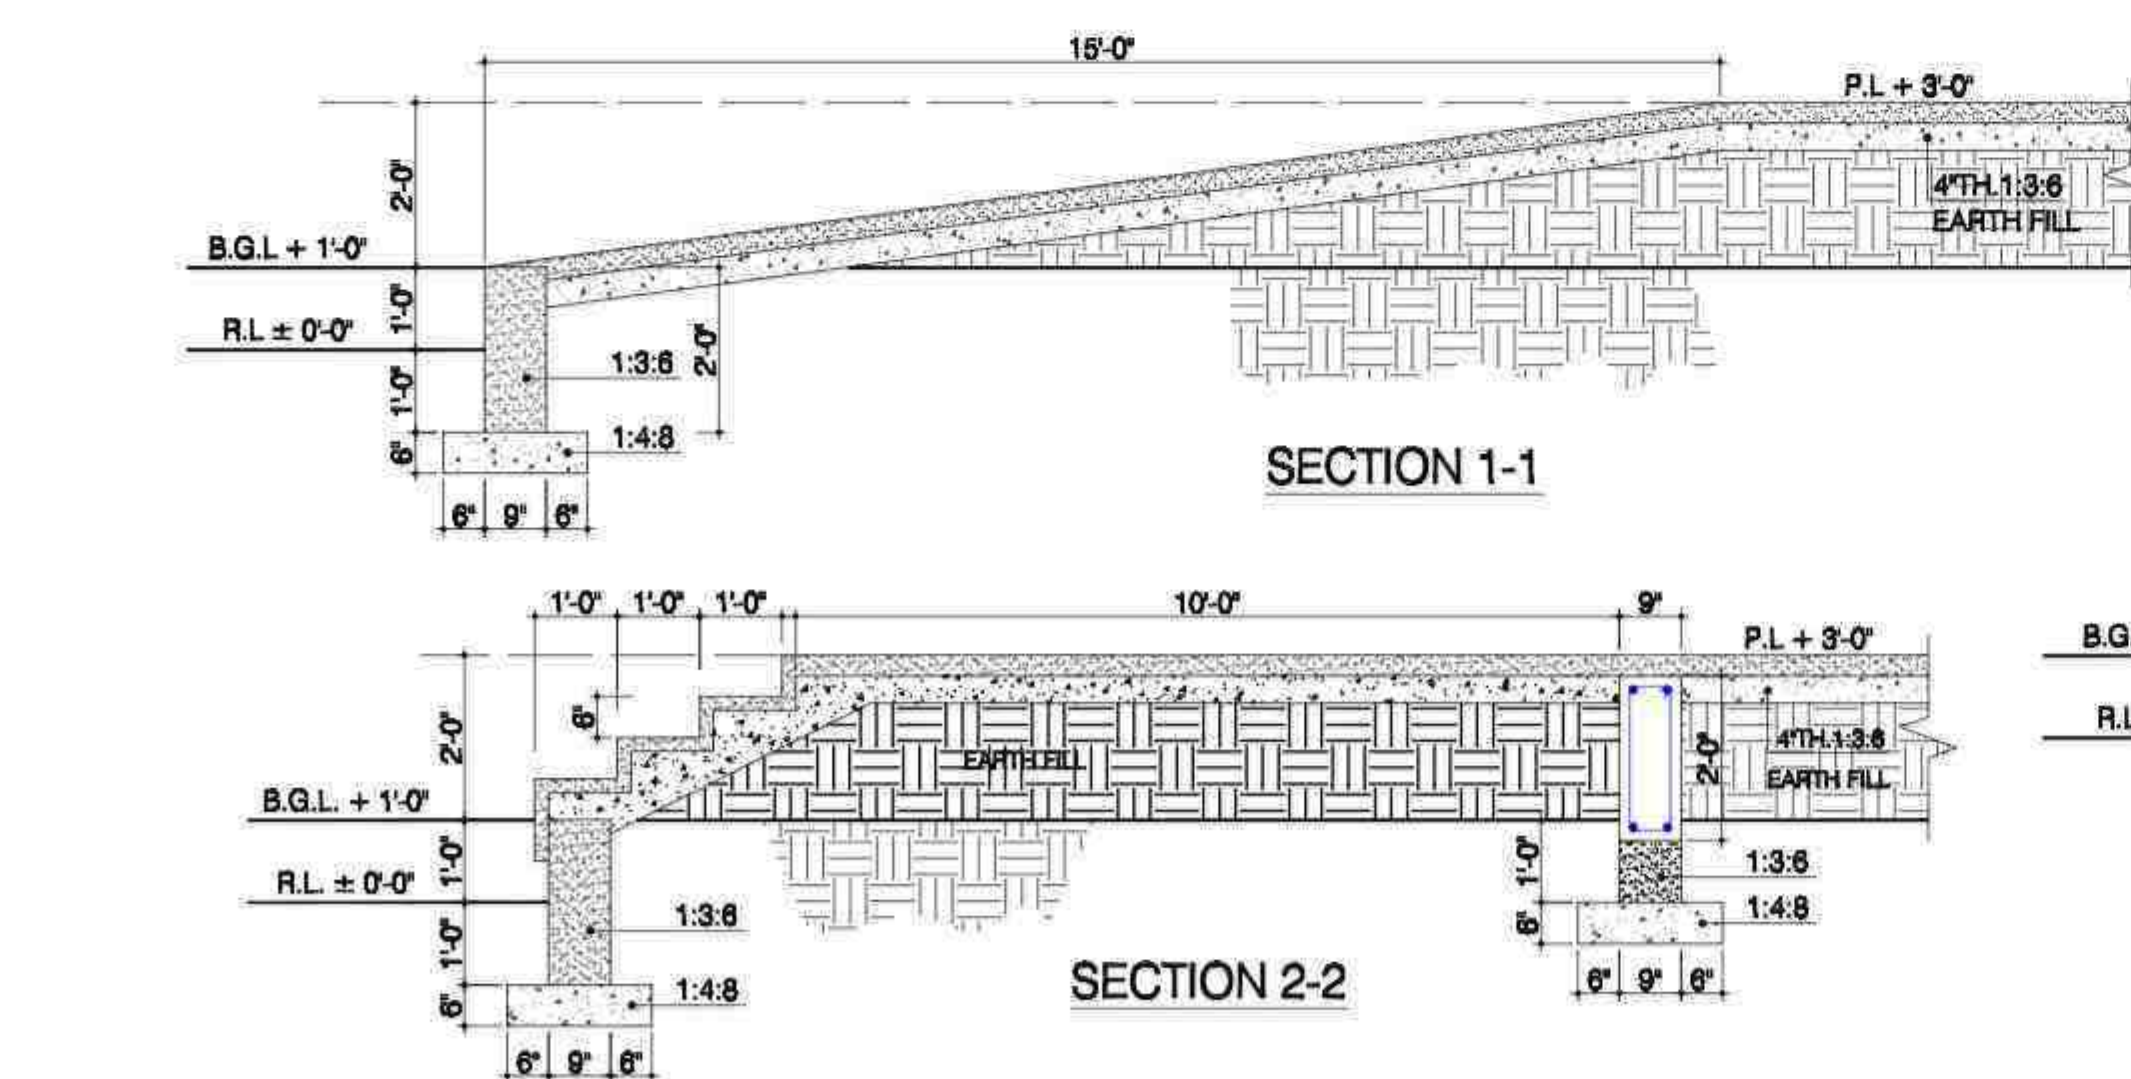 15'-0"
P.L + 3'-0"
2'-0"
4"TH.1:3:6
EARTH FILL
B.G.L + 1'-0"
1'-0"
R.L ± 0'-0"
2'-0"
1:3:6
1'-0"
1:4:8
6"
SECTION 1-1
6" 9" 6"
1'-0" 1'-0" 1'-0" 10'-0" 9"
P.L + 3'-0"
B.G
6"
2'-0"
R.L
4"TH.1:3:6
2'-0"
EARTH FILL
EARTH FILL
B.G.L. + 1'-0"
1'-0"
1'-0"
1:3:6
R.L. ± 0'-0"
1:3:6
1:4:8
6"
1'-0"
SECTION 2-2
6" 9" 6"
1:4:8
6"
6" 9" 6"